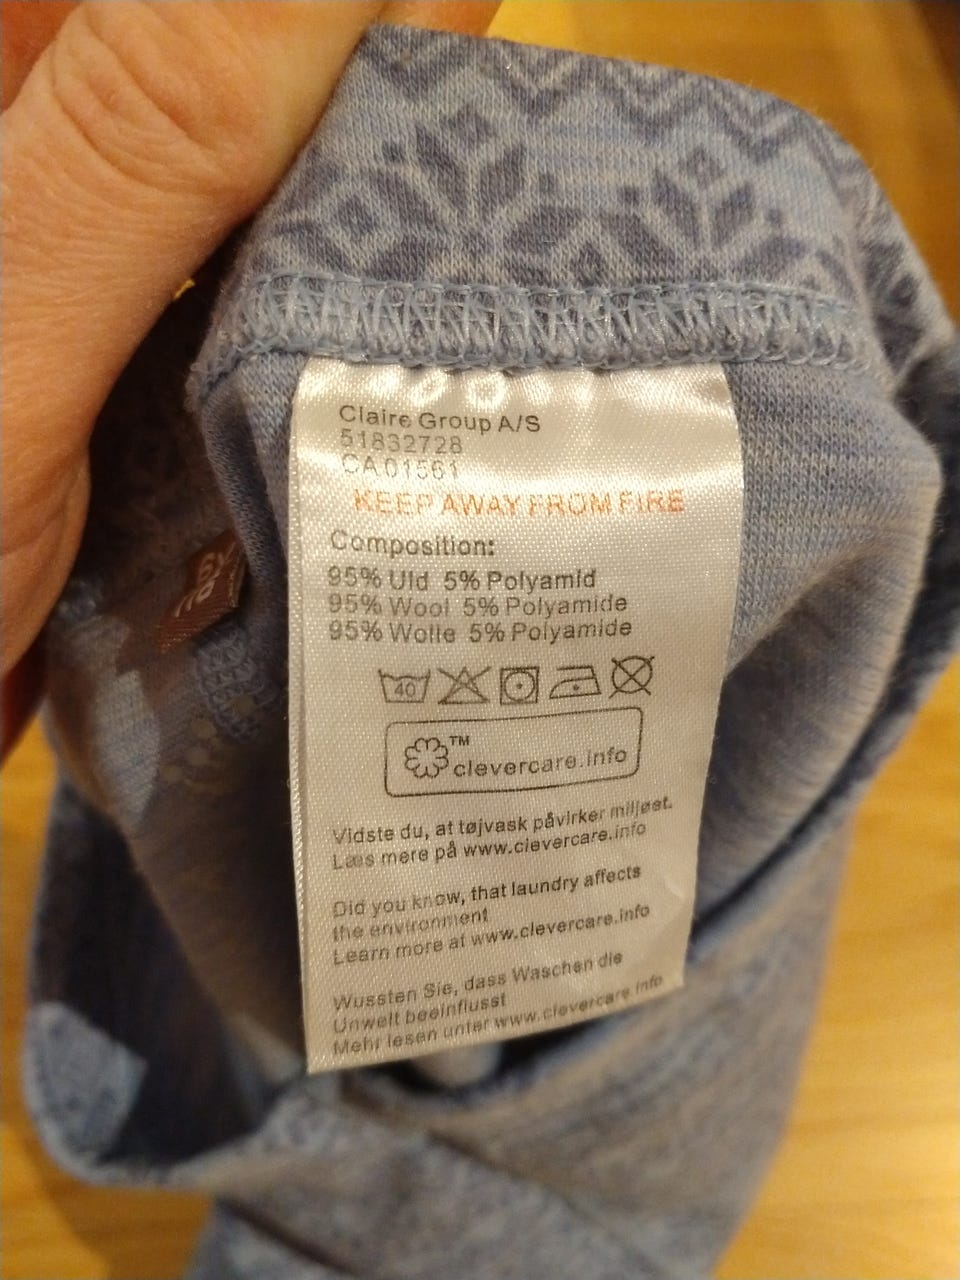 Claire Group A/S
51832728
CA01561
KEEP AWAY FROM FIRE
Composition:
95% Uld 5% Polyamid
95% Wool 5% Polyamide
95% Wolle 5% Polyamide
40
TM
clevercare.info
Vidste du, at tøjvask påvirker miljøet.
Læs mere på www.clevercare.info
Did you know, that laundry affects
the environment
Learn more at www.clevercare.info
Wussten Sie, dass Waschen die
Unwelt beeinflusst
Mehr lesen unter www.clevercare.info